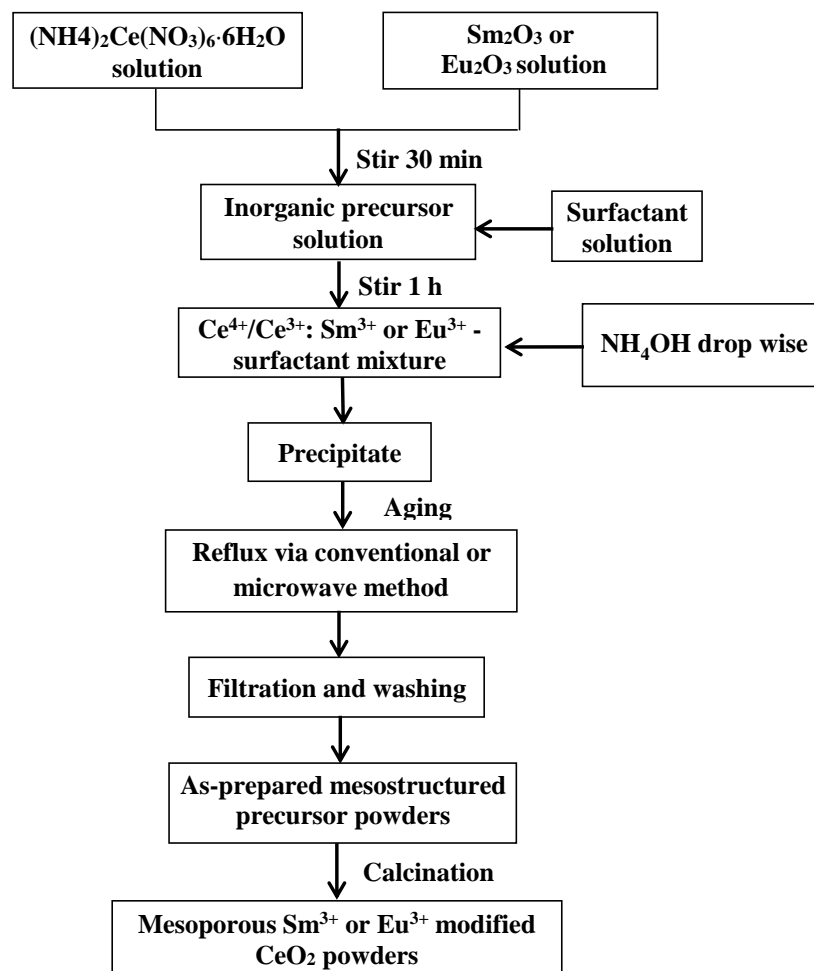 (NH4)₂Ce(NO₃)₆·6H₂O
solution
Sm₂O₃ or
Eu₂O₃ solution
Stir 30 min
Inorganic precursor
solution
Surfactant
solution
Stir 1 h
Ce⁴⁺/Ce³⁺: Sm³⁺ or Eu³⁺ -
surfactant mixture
NH₄OH drop wise
Precipitate
Aging
Reflux via conventional or
microwave method
Filtration and washing
As-prepared mesostructured
precursor powders
Calcination
Mesoporous Sm³⁺ or Eu³⁺ modified
CeO₂ powders